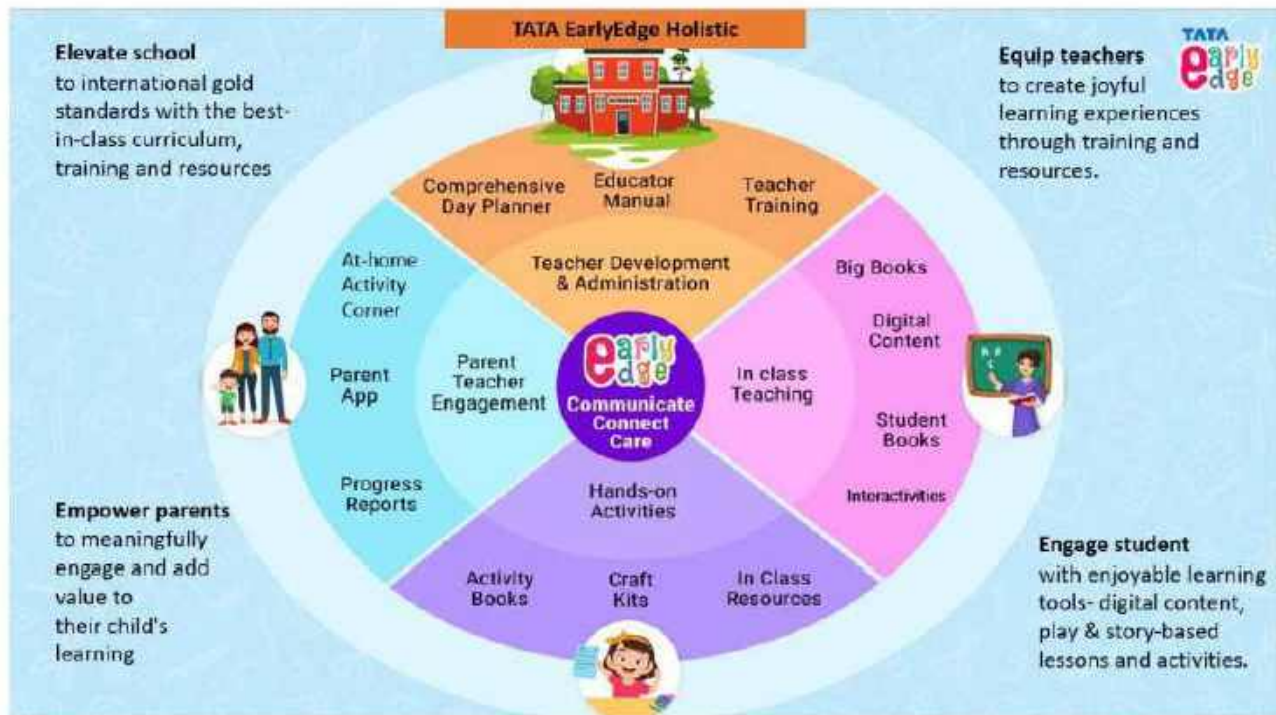 TATA EarlyEdge Holistic
Elevate school
to international gold
standards with the best-
in-class curriculum,
training and resources
Equip teachers
to create joyful
learning experiences
through training and
resources.
TATA
early
edge
Comprehensive
Day Planner
Educator
Manual
Teacher
Training
Teacher Development
& Administration
At-home
Activity
Corner
Parent
App
Progress
Reports
Parent
Teacher
Engagement
early
edge
Communicate
Connect
Care
In class
Teaching
Big Books
Digital
Content
Student
Books
Interactivities
Hands-on
Activities
Activity
Books
Craft
Kits
In Class
Resources
Empower parents
to meaningfully
engage and add
value to
their child's
learning
Engage student
with enjoyable learning
tools- digital content,
play & story-based
lessons and activities.